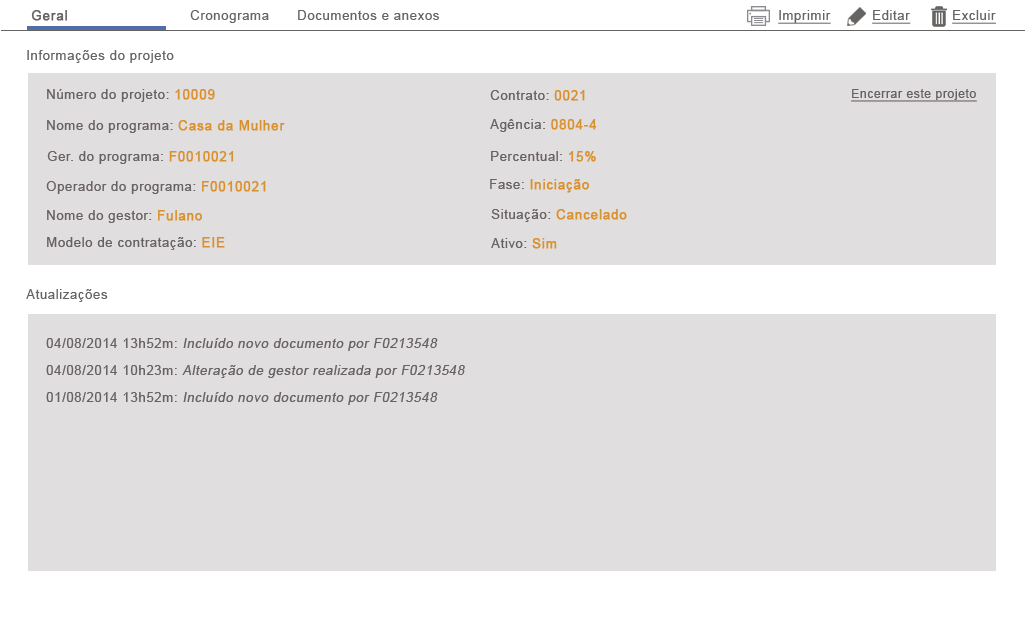 Geral Cronograma Documentos e anexos Imprimir Editar Excluir
Informações do projeto
Número do projeto: 10009 Contrato: 0021 Encerrar este projeto
Nome do programa: Casa da Mulher Agência: 0804-4
Ger. do programa: F0010021 Percentual: 15%
Operador do programa: F0010021 Fase: Iniciação
Nome do gestor: Fulano Situação: Cancelado
Modelo de contratação: EIE Ativo: Sim
Atualizações
04/08/2014 13h52m: Incluído novo documento por F0213548
04/08/2014 10h23m: Alteração de gestor realizada por F0213548
01/08/2014 13h52m: Incluído novo documento por F0213548